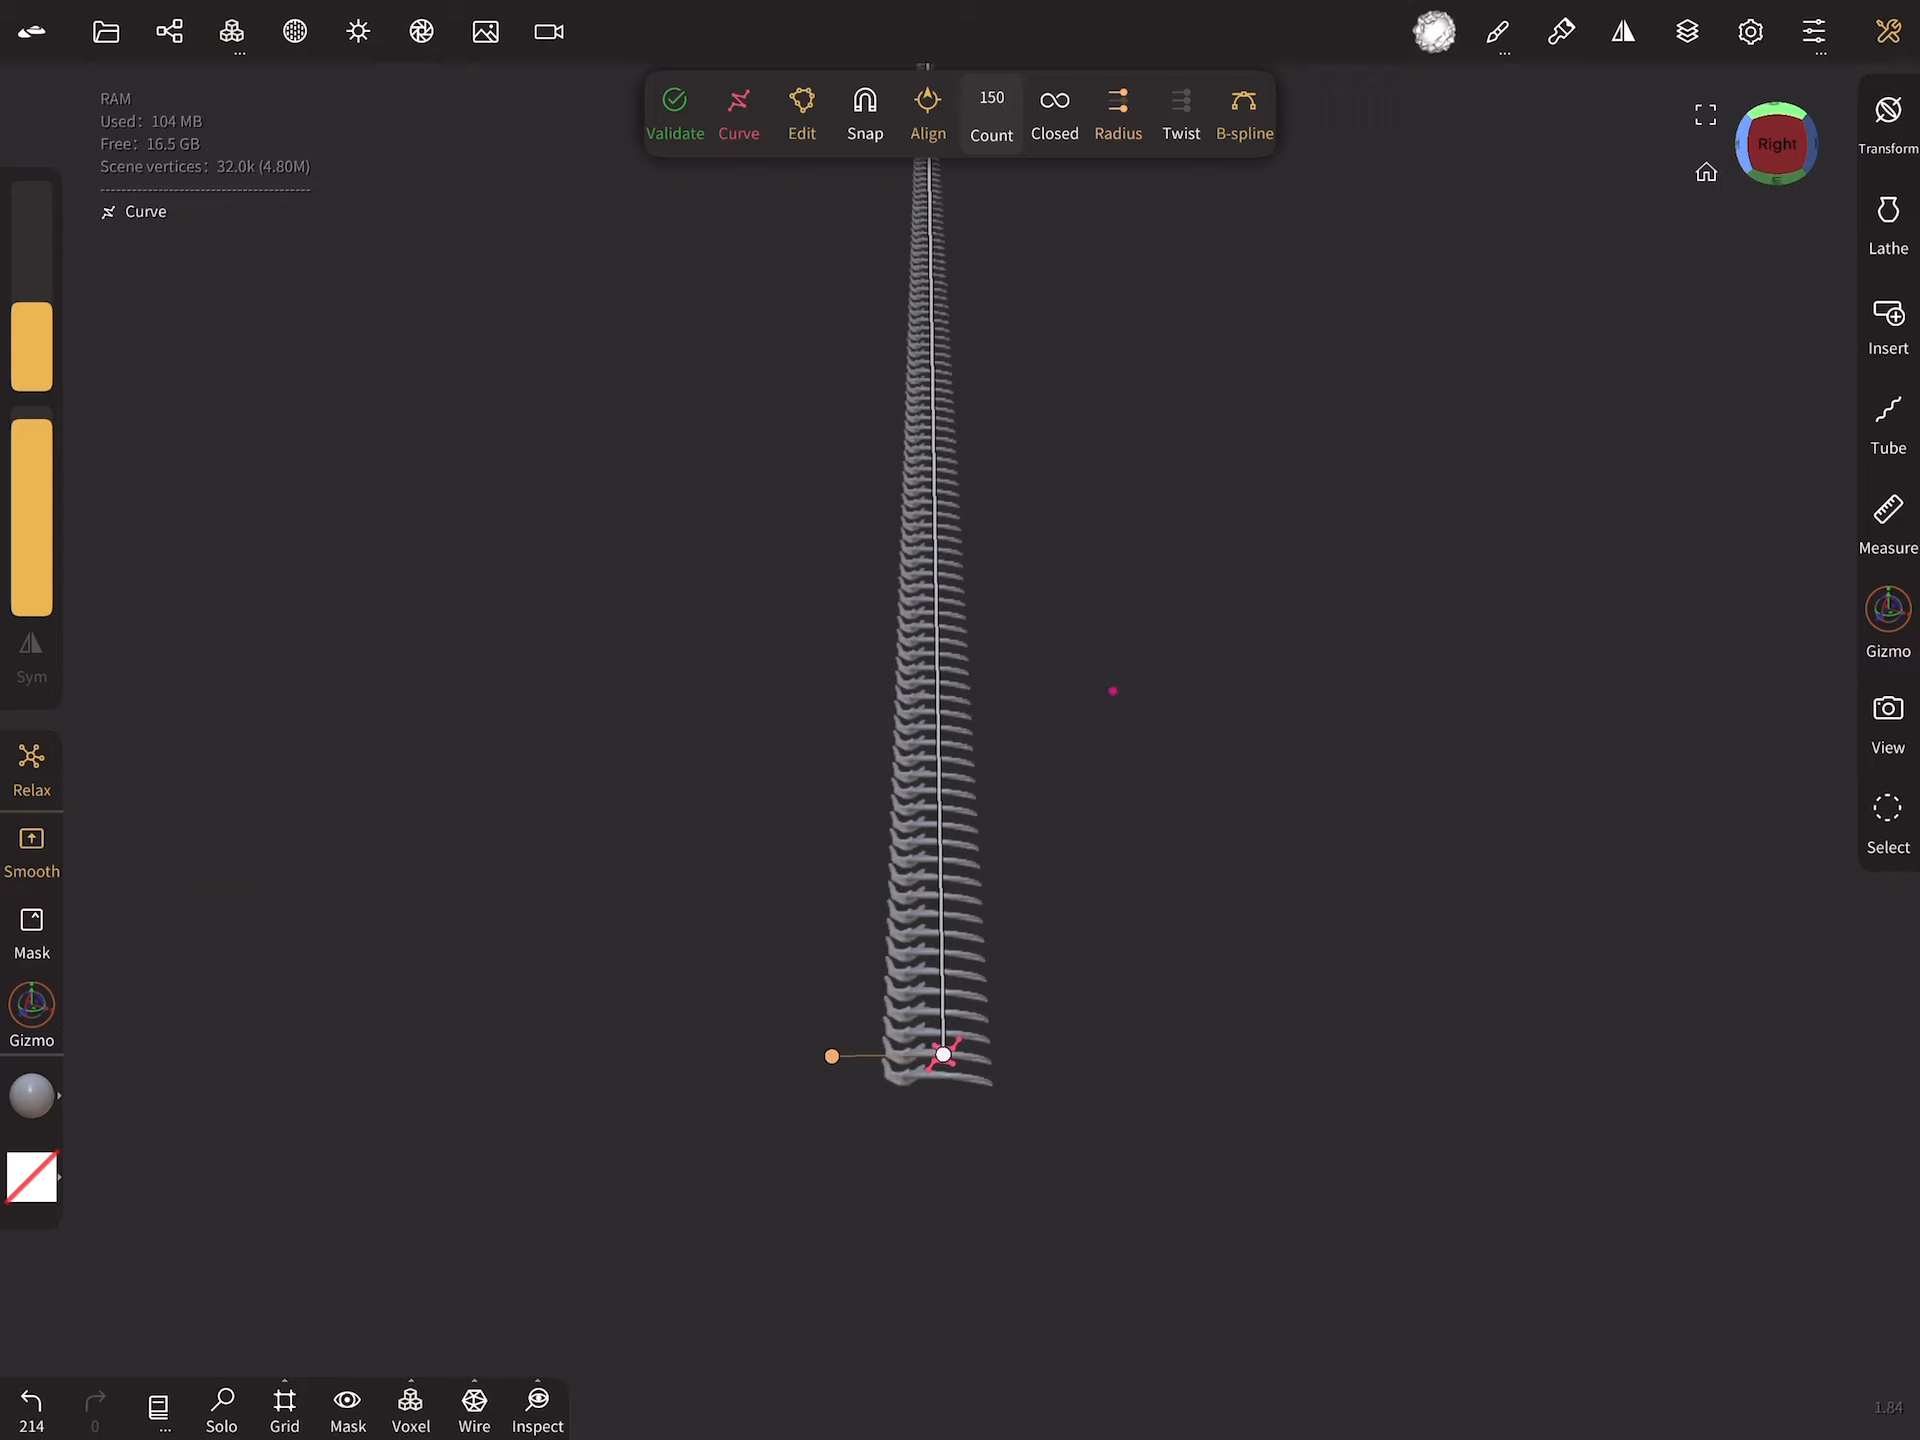 RAM
Used: 104 MB
Free: 16.5 GB
Scene vertices: 32.0k (4.80M)
Curve
Validate
Curve
Edit
Snap
Align
150
Count
Closed
Radius
Twist
B-spline
Right
Transform
Lathe
Insert
Tube
Measure
Gizmo
View
Select
Sym
Relax
Smooth
Mask
Gizmo
214
0
Solo
Grid
Mask
Voxel
Wire
Inspect
1.84